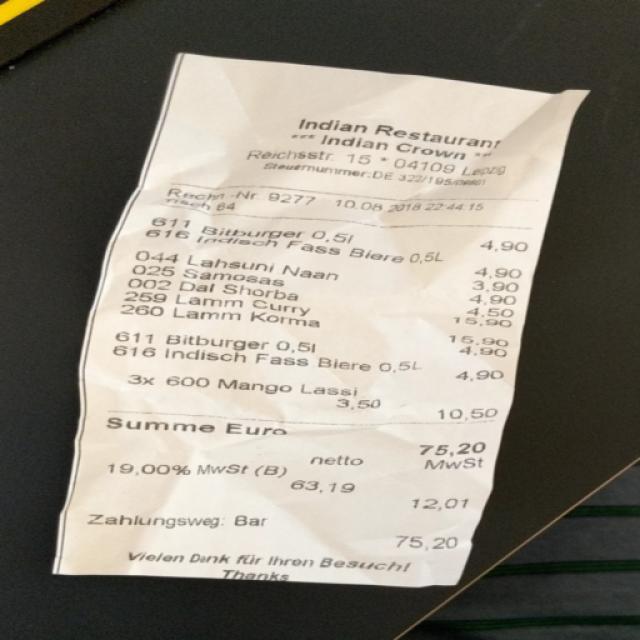 Indian Restaurant
*** Indian Crown **
Reichsstr. 15 * 04109 Leipzig
Steuernummer:DE
Rechn.-Nr. 9277 10.08.2018 22:44:15
Tisch 64
611 Bitburger 0,5l 4,90
616 Indisch Fass Biere 0,5L 4,90
044 Lahsuni Naan 3,90
025 Samosas 4,90
002 Dal Shorba 4,50
259 Lamm Curry 15,90
260 Lamm Korma 15,90
611 Bitburger 0,5l 4,90
616 Indisch Fass Biere 0,5L 4,90
3x 600 Mango Lassi
3,50 10,50
Summe Euro 75,20
netto MwSt
19,00% MwSt (B) 63,19 12,01
Zahlungsweg: Bar 75,20
Vielen Dank für Ihren Besuch!
Thanks